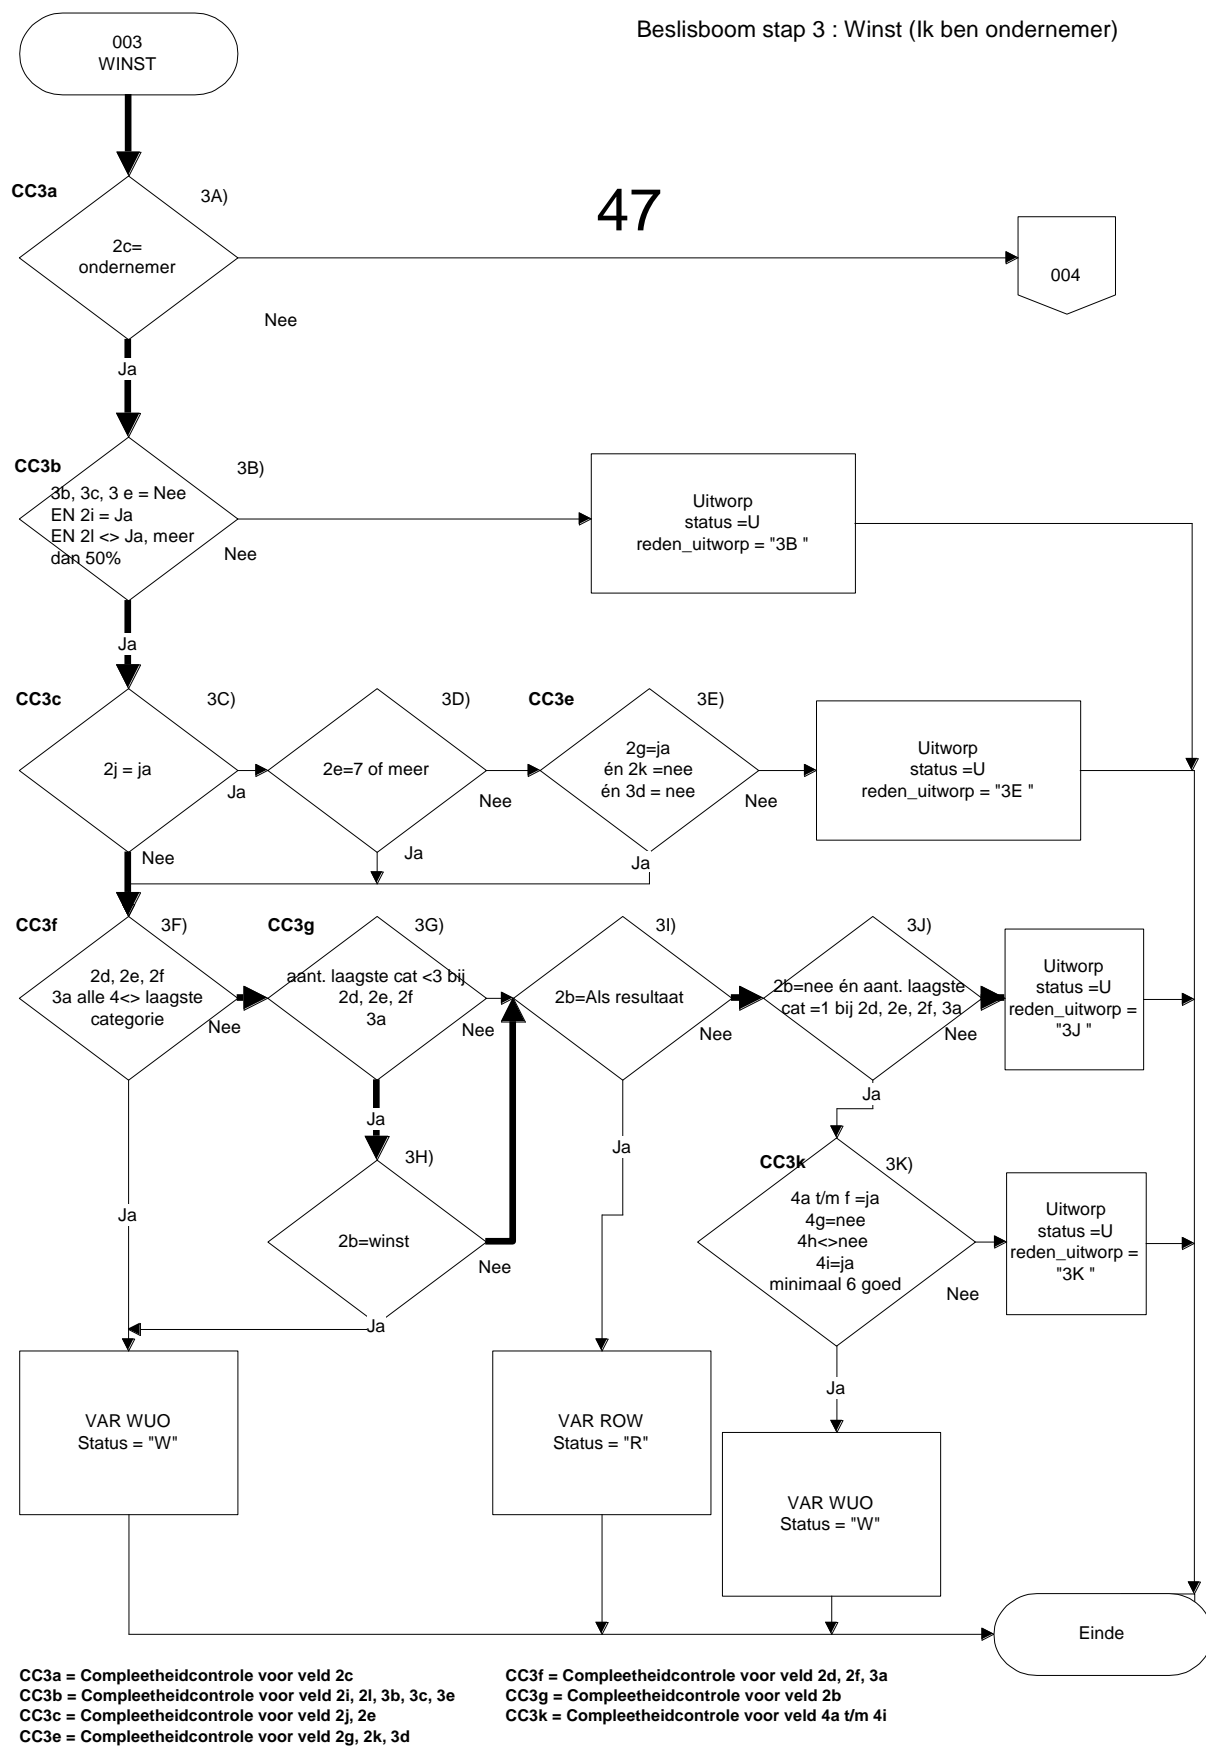 Beslisboom stap 3 : Winst (Ik ben ondernemer)
003
WINST
47
CC3a
3A)
2c=
ondernemer
004
Nee
Ja
CC3b
3B)
3b, 3c, 3 e = Nee
EN 2i = Ja
EN 2l <> Ja, meer
dan 50%
Nee
Uitworp
status =U
reden_uitworp = "3B "
Ja
CC3c
3C)
2j = ja
Ja
3D)
2e=7 of meer
Nee
CC3e
3E)
2g=ja
én 2k =nee
én 3d = nee
Nee
Uitworp
status =U
reden_uitworp = "3E "
Nee
Ja
Ja
CC3f
3F)
2d, 2e, 2f
3a alle 4<> laagste
categorie
Nee
CC3g
3G)
aant. laagste cat <3 bij
2d, 2e, 2f
3a
Nee
3I)
2b=Als resultaat
Nee
3J)
2b=nee én aant. laagste
cat =1 bij 2d, 2e, 2f, 3a
Nee
Uitworp
status =U
reden_uitworp =
"3J "
Ja
Ja
Ja
Ja
3H)
2b=winst
Nee
Ja
CC3k
3K)
4a t/m f =ja
4g=nee
4h<>nee
4i=ja
minimaal 6 goed
Nee
Uitworp
status =U
reden_uitworp =
"3K "
Ja
VAR WUO
Status = "W"
VAR ROW
Status = "R"
VAR WUO
Status = "W"
Einde
CC3a = Compleetheidcontrole voor veld 2c
CC3b = Compleetheidcontrole voor veld 2i, 2l, 3b, 3c, 3e
CC3c = Compleetheidcontrole voor veld 2j, 2e
CC3e = Compleetheidcontrole voor veld 2g, 2k, 3d
CC3f = Compleetheidcontrole voor veld 2d, 2f, 3a
CC3g = Compleetheidcontrole voor veld 2b
CC3k = Compleetheidcontrole voor veld 4a t/m 4i